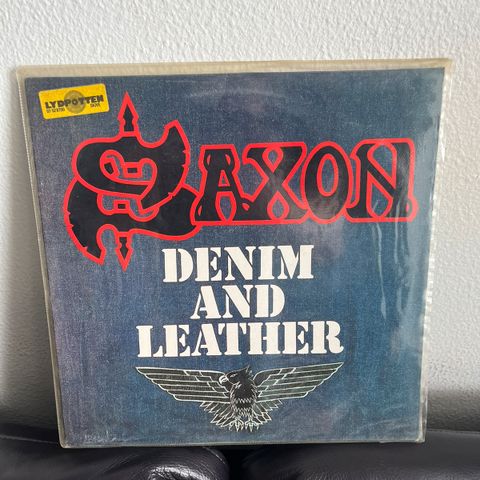 LYDPOTTEN
SAXON
DENIM
AND
LEATHER